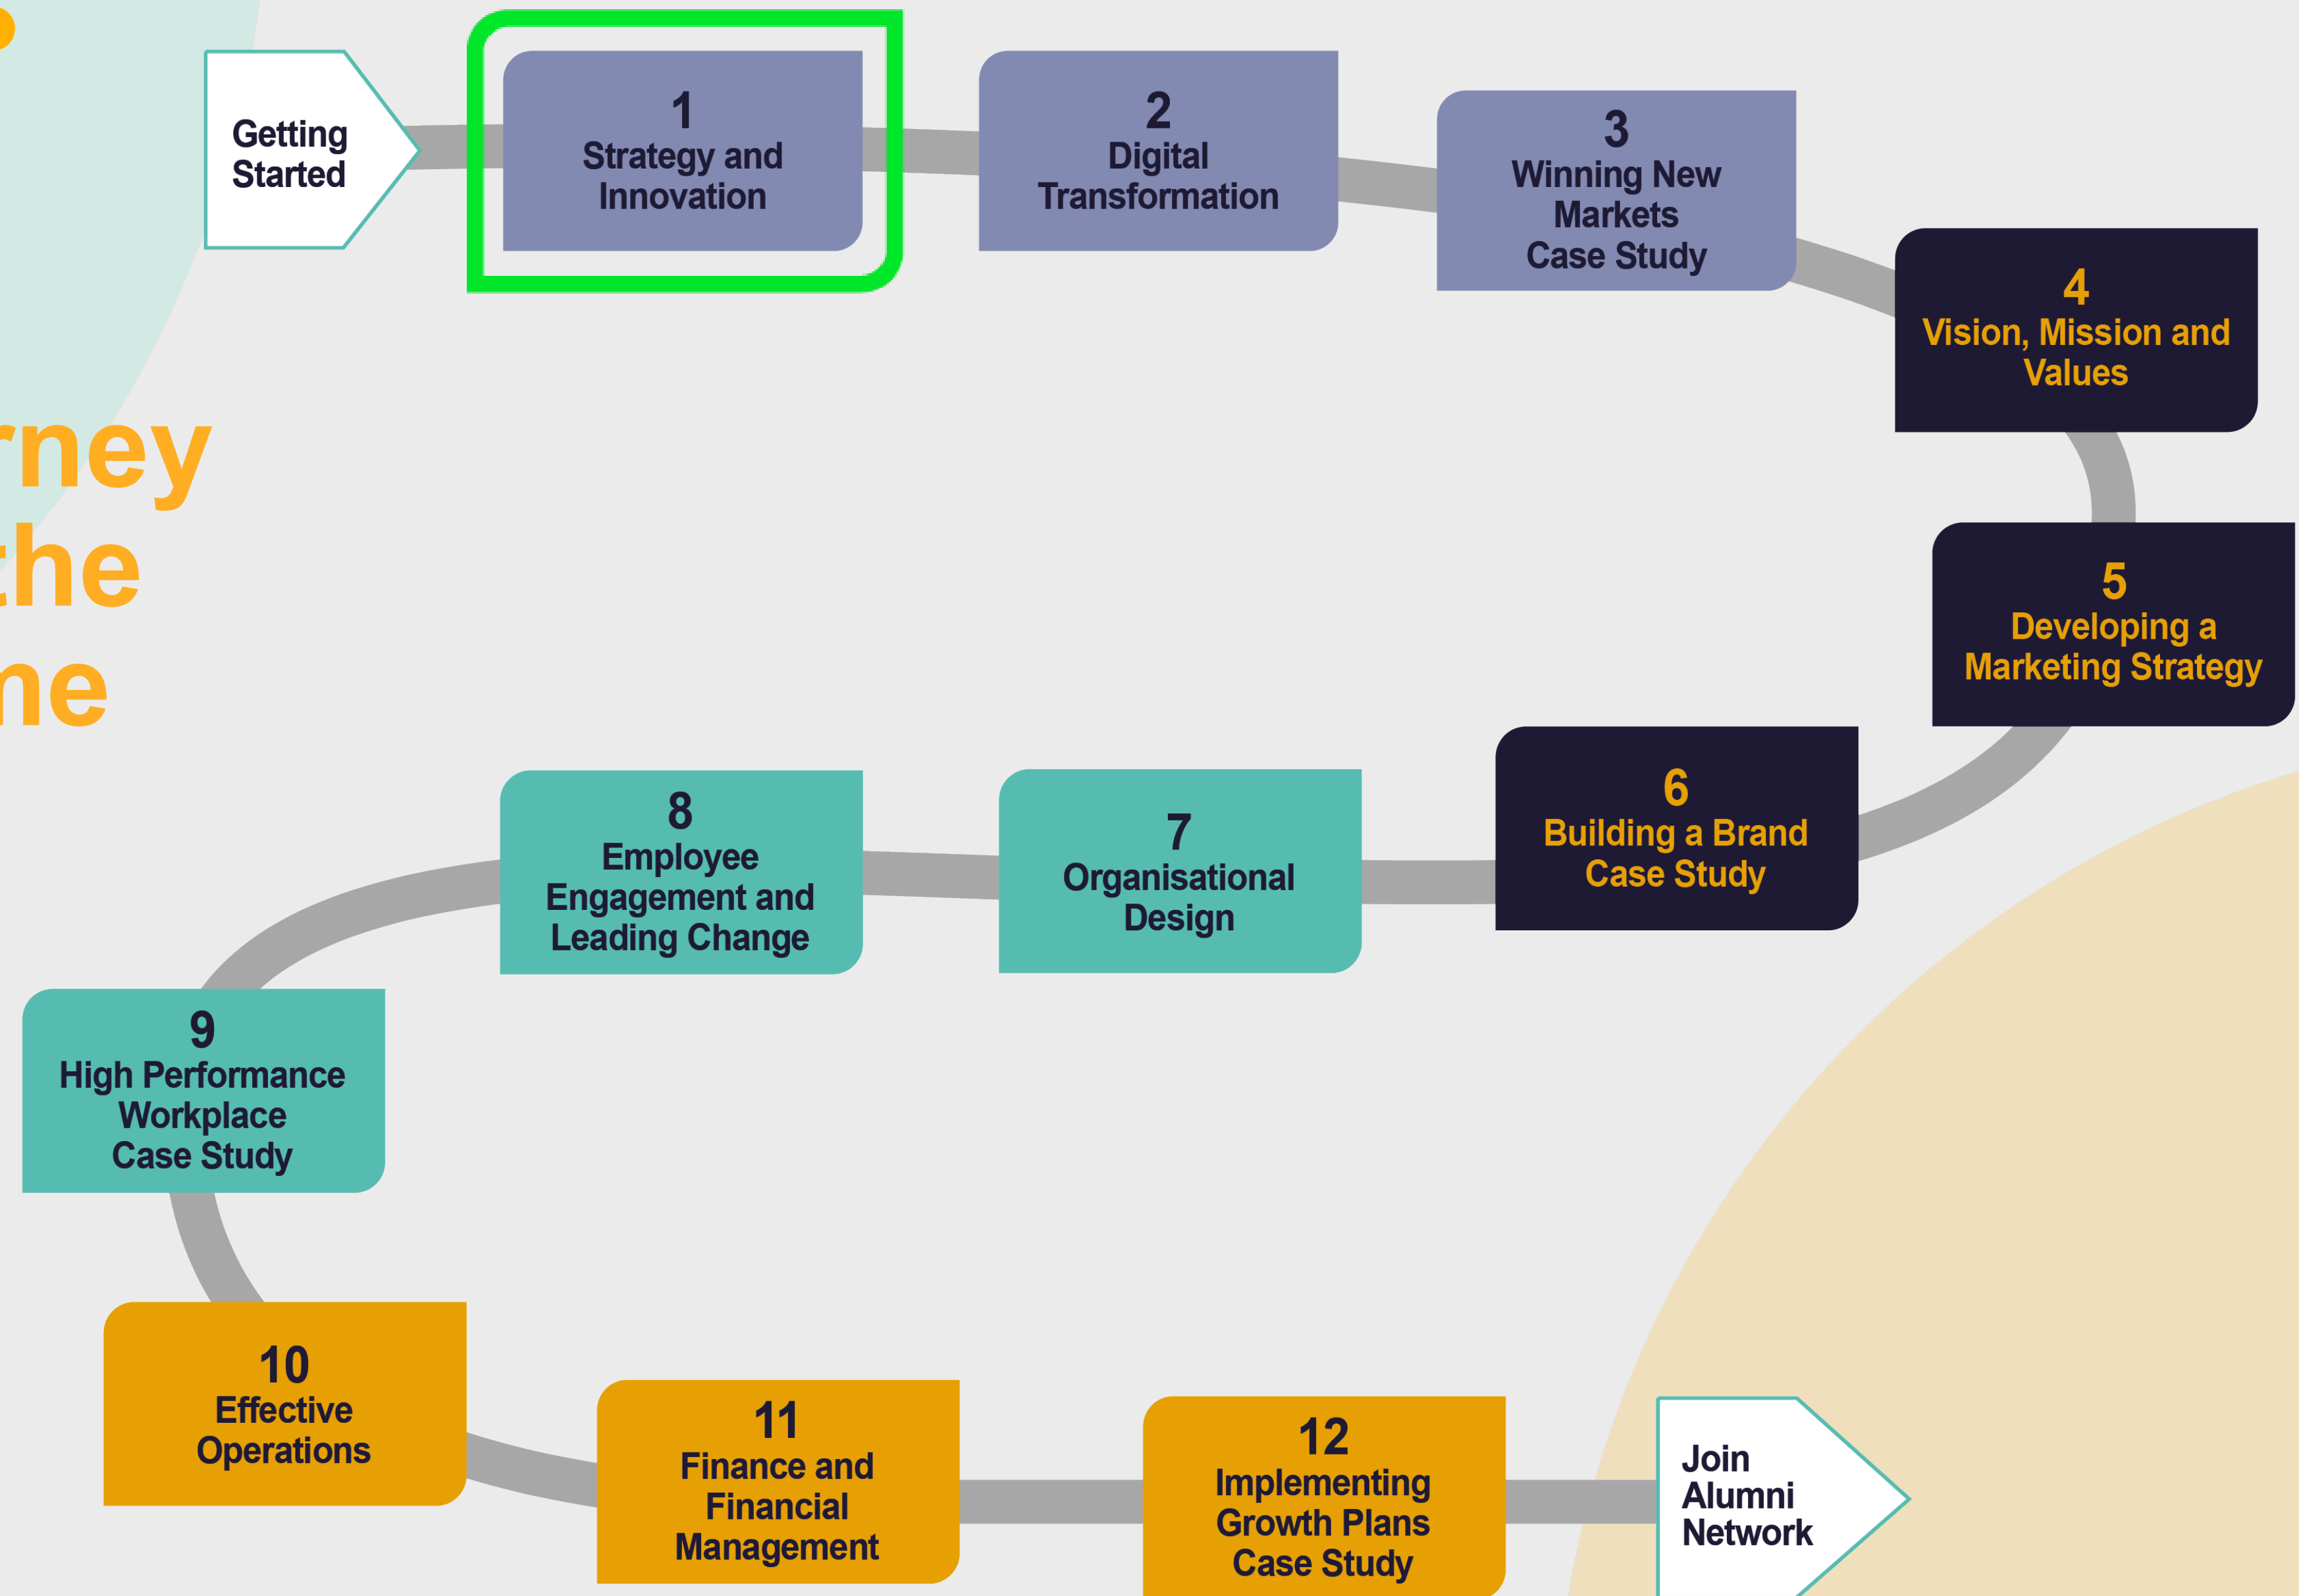 Getting
Started
1
Strategy and
Innovation
2
Digital
Transformation
3
Winning New
Markets
Case Study
4
Vision, Mission and
Values
rney
the
me
5
Developing a
Marketing Strategy
6
Building a Brand
Case Study
7
Organisational
Design
8
Employee
Engagement and
Leading Change
9
High Performance
Workplace
Case Study
10
Effective
Operations
11
Finance and
Financial
Management
12
Implementing
Growth Plans
Case Study
Join
Alumni
Network